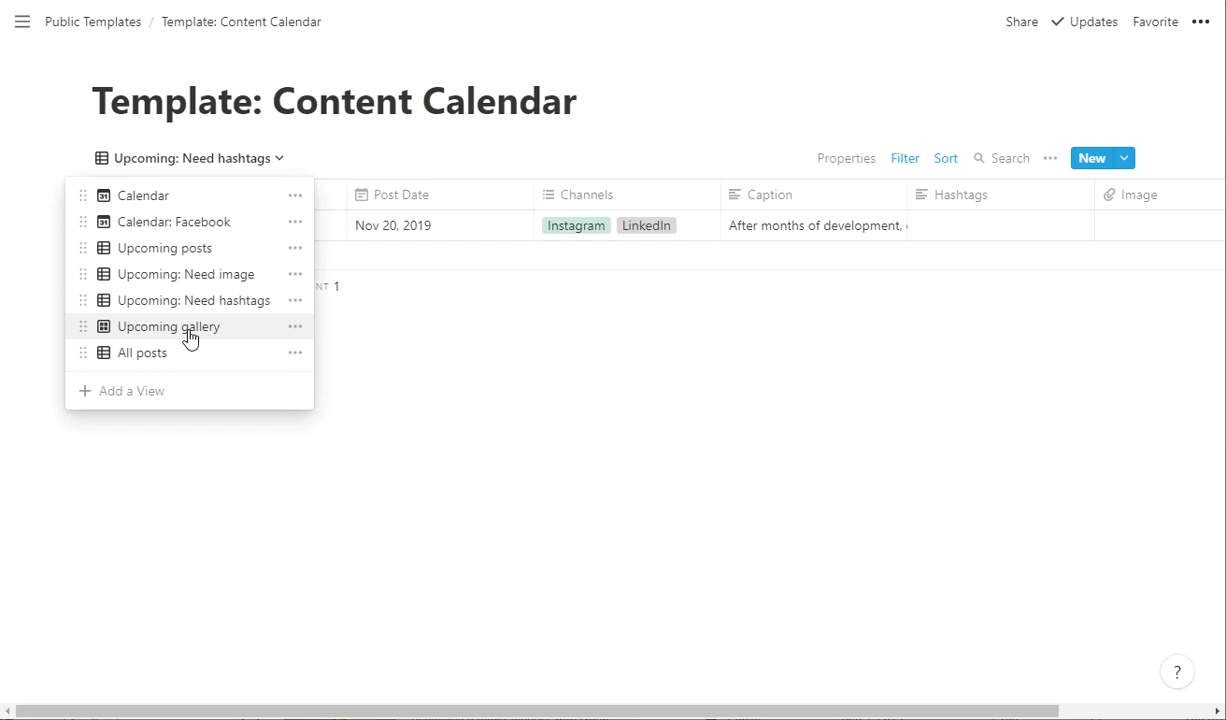 Public Templates / Template: Content Calendar
Share Updates Favorite
Template: Content Calendar
Upcoming: Need hashtags
Properties Filter Sort Search New
Calendar
Calendar: Facebook
Upcoming posts
Upcoming: Need image
Upcoming: Need hashtags
Upcoming gallery
All posts
+ Add a View
Post Date Channels Caption Hashtags Image
Nov 20, 2019 Instagram LinkedIn After months of development,
NT 1
?